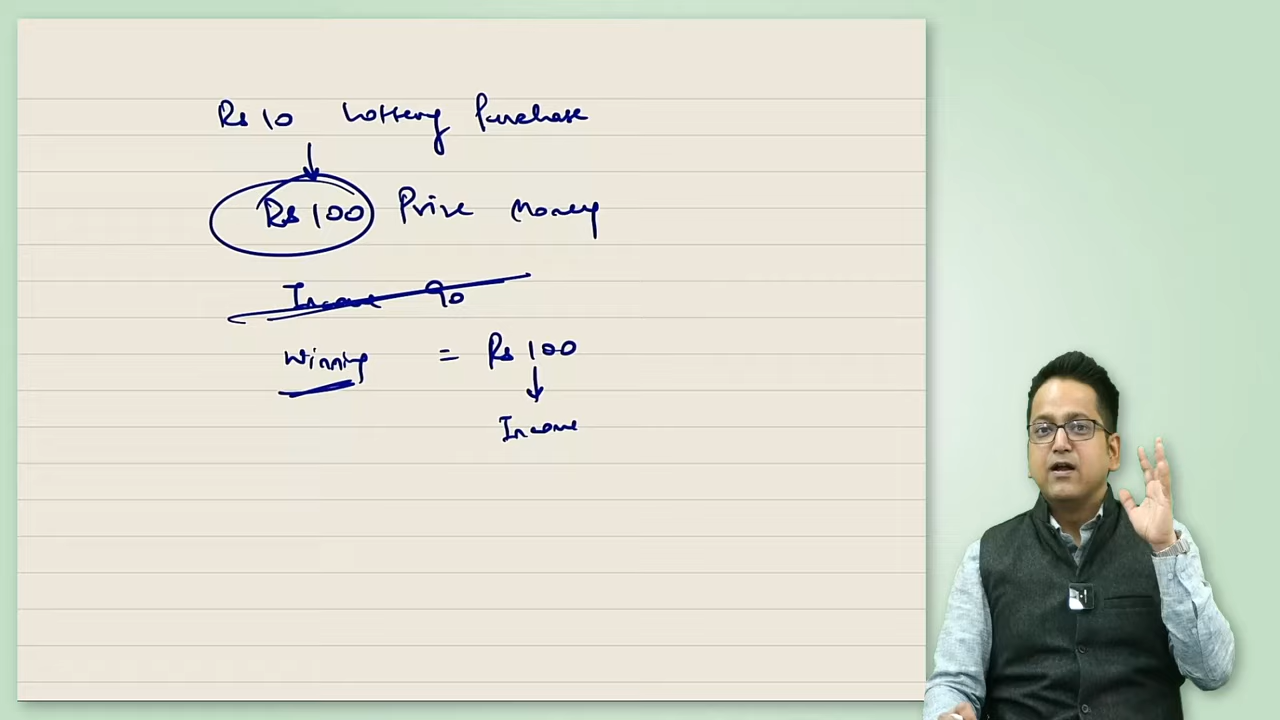 Rs 10 Lottery Purchase
Rs 100 Prize Money
Income 90
Winning = Rs 100
Income